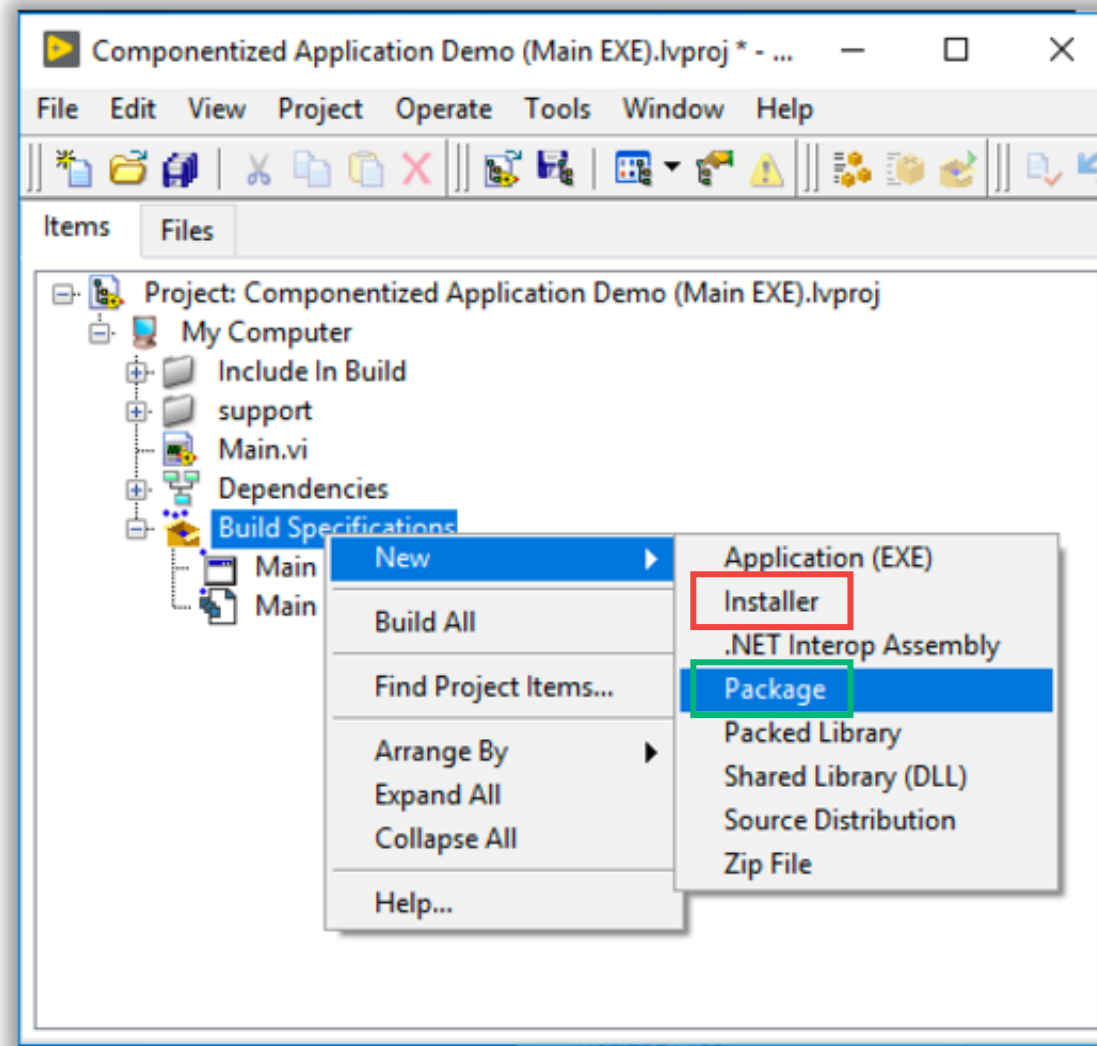 Componentized Application Demo (Main EXE).lvproj * - ...
File Edit View Project Operate Tools Window Help
Items Files
Project: Componentized Application Demo (Main EXE).lvproj
My Computer
Include In Build
support
Main.vi
Dependencies
Build Specifications
Main
Main
New
Build All
Find Project Items...
Arrange By
Expand All
Collapse All
Help...
Application (EXE)
Installer
.NET Interop Assembly
Package
Packed Library
Shared Library (DLL)
Source Distribution
Zip File